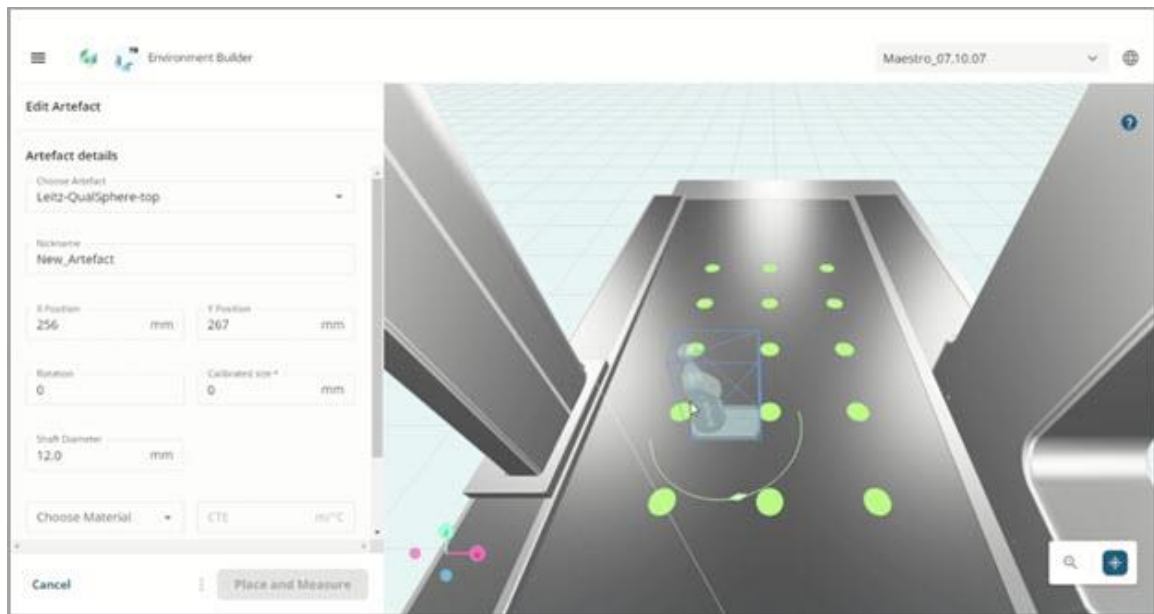 Environment Builder
Maestro_07.10.07
Edit Artefact
Artefact details
Choose Artefact
Leitz-QualSphere-top
Nickname
New_Artefact
X Position
256 mm
Y Position
267 mm
Rotation
0
Calibrated size *
0 mm
Shaft Diameter
12.0 mm
Choose Material
CTE m/°C
Cancel
Place and Measure
?